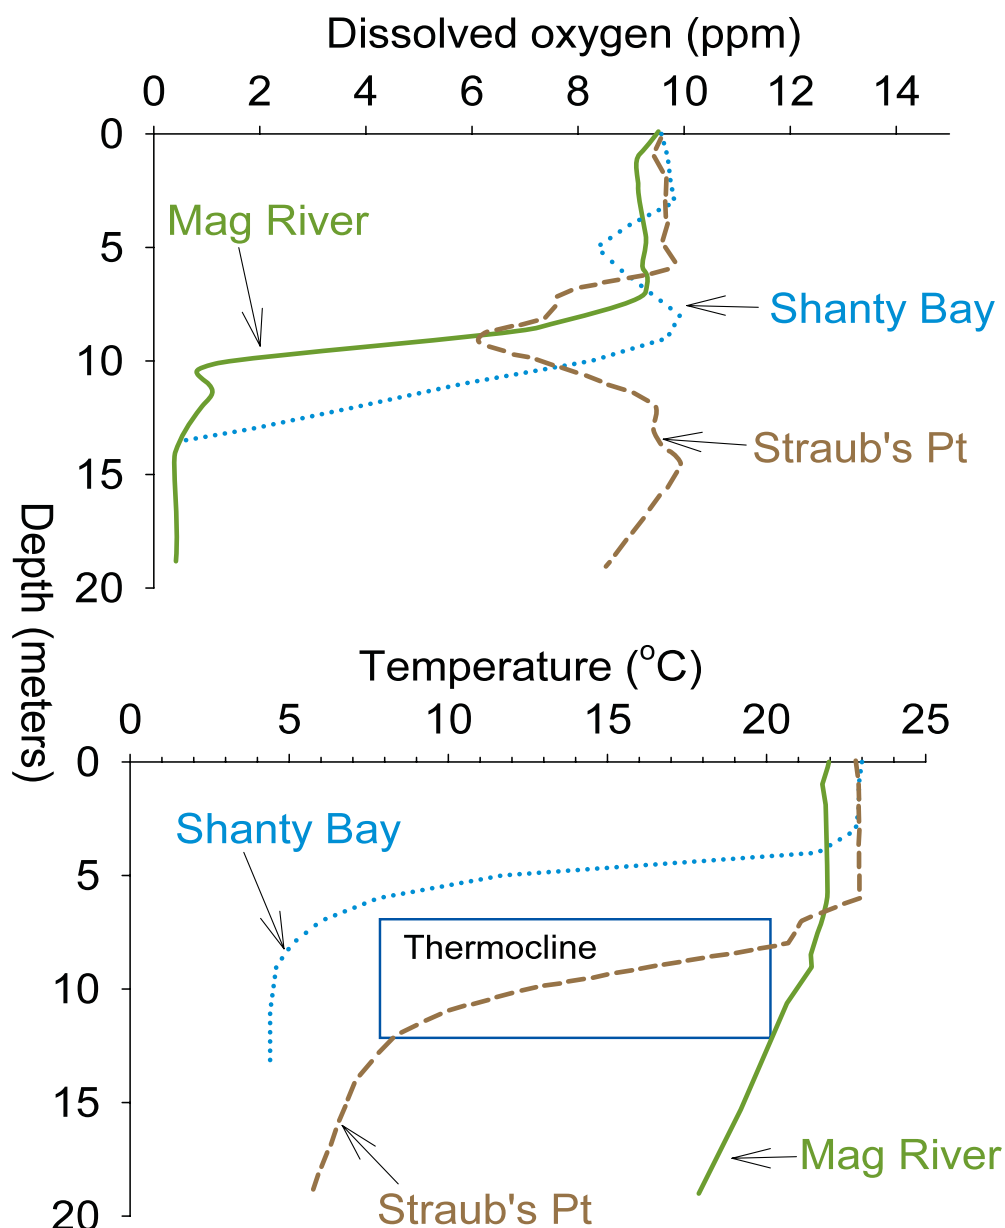 Dissolved oxygen (ppm)
0 2 4 6 8 10 12 14
0
Mag River
5
Shanty Bay
10
Straub's Pt
15
20
Depth (meters)
Temperature (°C)
0 5 10 15 20 25
0
Shanty Bay
5
Thermocline
10
15
Mag River
Straub's Pt
20